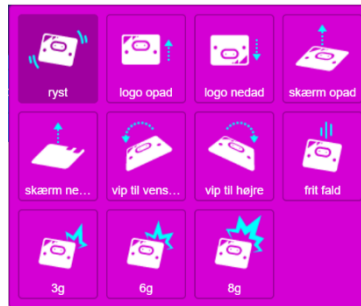 ryst
logo opad
logo nedad
skærm opad
skærm ne...
vip til vens...
vip til højre
frit fald
3g
6g
8g